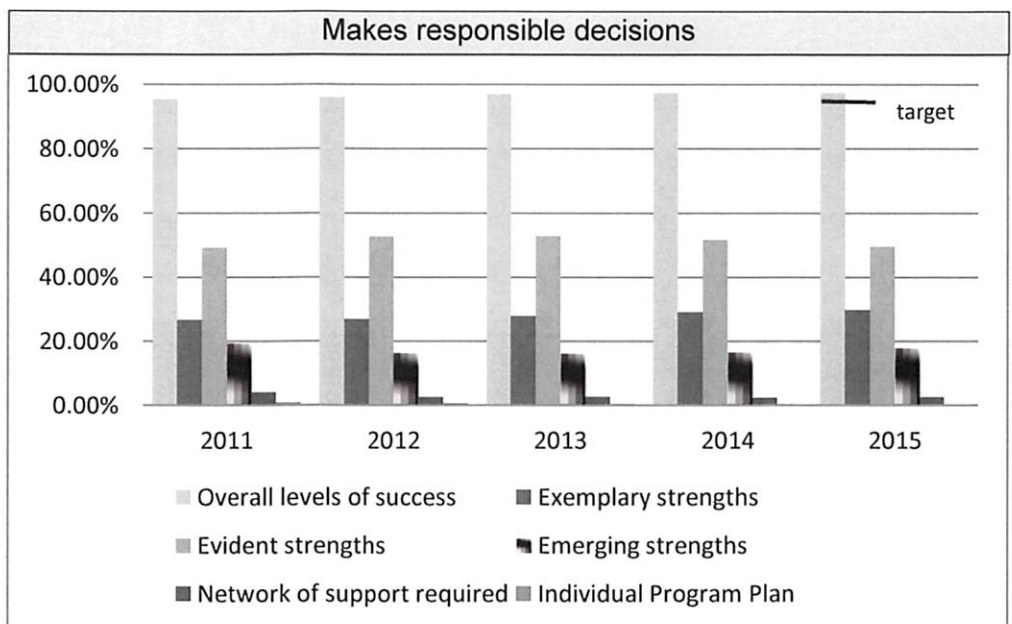 Makes responsible decisions
100.00%
80.00%
60.00%
40.00%
20.00%
0.00%
target
2011 2012 2013 2014 2015
Overall levels of success Exemplary strengths
Evident strengths Emerging strengths
Network of support required Individual Program Plan